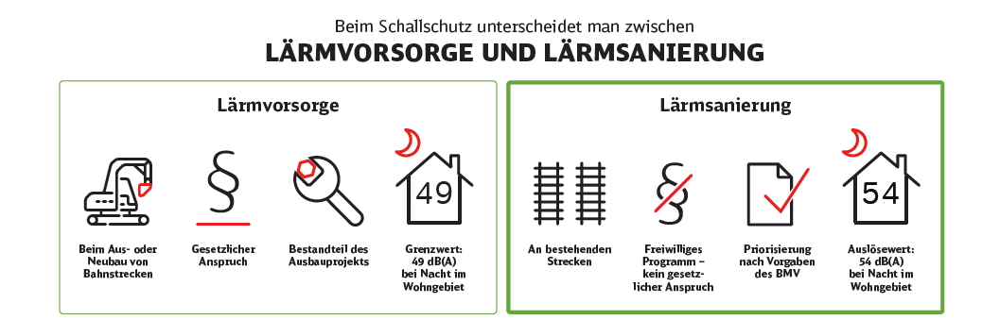 Beim Schallschutz unterscheidet man zwischen
LÄRMVORSORGE UND LÄRMSANIERUNG
Lärmvorsorge
§
49
Beim Aus- oder
Neubau von
Bahnstrecken
Gesetzlicher
Anspruch
Bestandteil des
Ausbauprojekts
Grenzwert:
49 dB(A)
bei Nacht im
Wohngebiet
Lärmsanierung
§
54
An bestehenden
Strecken
Freiwilliges
Programm –
kein gesetz-
licher Anspruch
Priorisierung
nach Vorgaben
des BMV
Auslösewert:
54 dB(A)
bei Nacht im
Wohngebiet